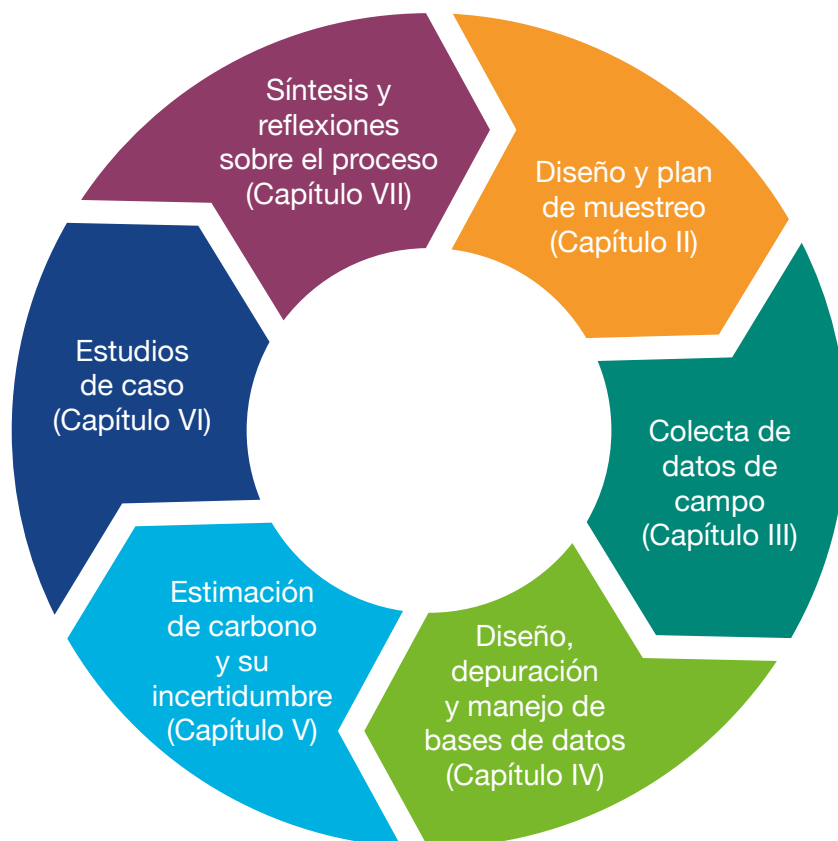 Síntesis y
reflexiones
sobre el proceso
(Capítulo VII)
Diseño y plan
de muestreo
(Capítulo II)
Colecta de
datos de
campo
(Capítulo III)
Diseño,
depuración
y manejo de
bases de datos
(Capítulo IV)
Estimación
de carbono
y su
incertidumbre
(Capítulo V)
Estudios
de caso
(Capítulo VI)